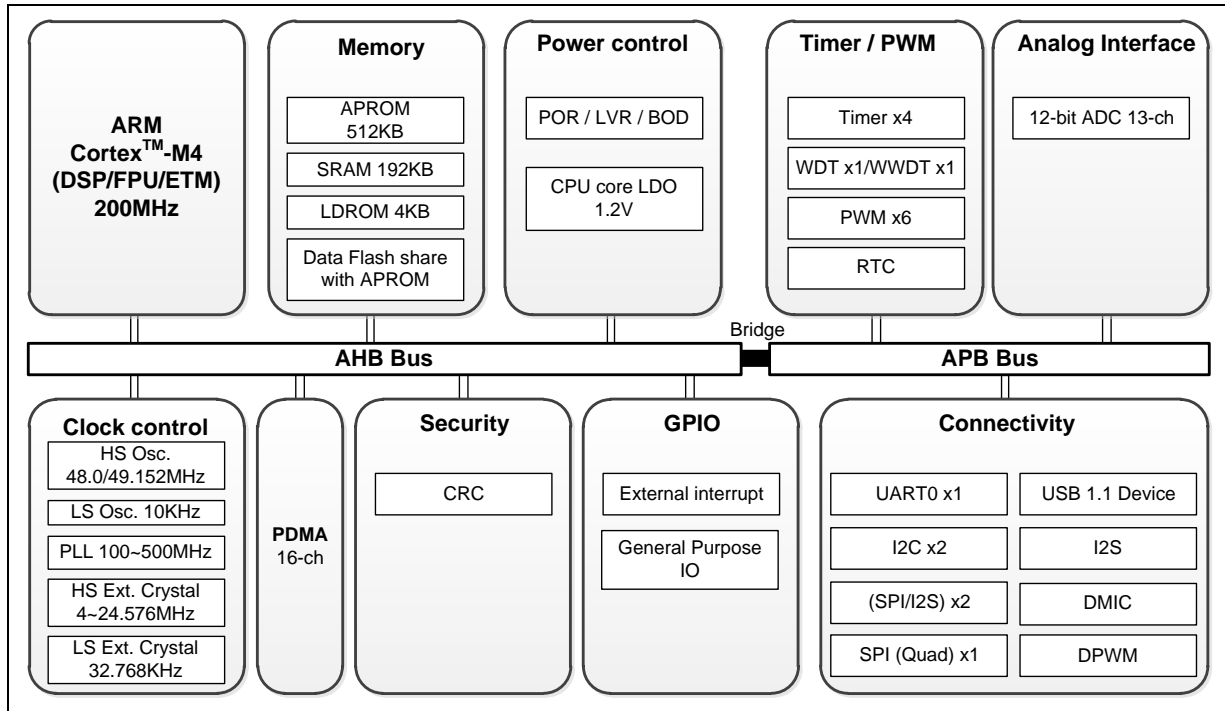 ARM
Cortex™-M4
(DSP/FPU/ETM)
200MHz
Memory
APROM
512KB
SRAM 192KB
LDROM 4KB
Data Flash share
with APROM
Power control
POR / LVR / BOD
CPU core LDO
1.2V
Timer / PWM
Timer x4
WDT x1/WWDT x1
PWM x6
RTC
Analog Interface
12-bit ADC 13-ch
Bridge
AHB Bus
APB Bus
Clock control
HS Osc.
48.0/49.152MHz
LS Osc. 10KHz
PLL 100~500MHz
HS Ext. Crystal
4~24.576MHz
LS Ext. Crystal
32.768KHz
PDMA
16-ch
Security
CRC
GPIO
External interrupt
General Purpose
IO
Connectivity
UART0 x1
USB 1.1 Device
I2C x2
I2S
(SPI/I2S) x2
DMIC
SPI (Quad) x1
DPWM